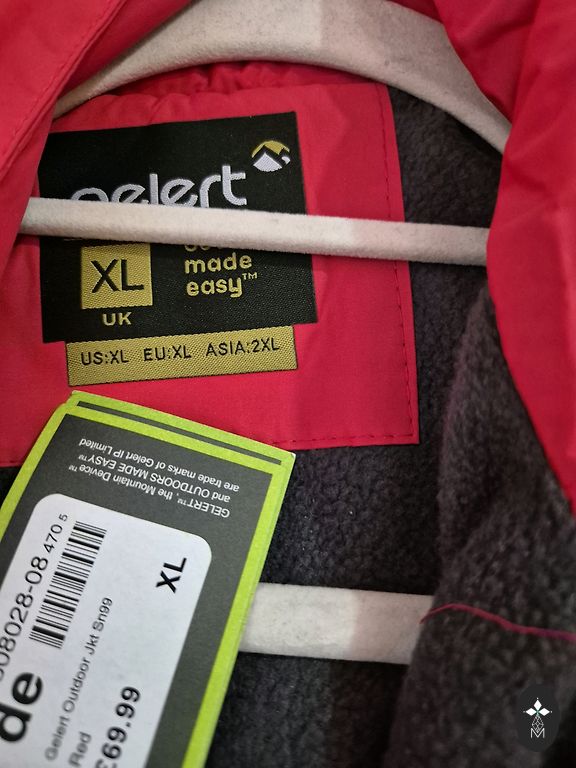 gelert
made
easy™
XL
UK
US:XL EU:XL ASIA:2XL
GELERT™, the Mountain Device™
and OUTDOORS MADE EASY™
are trade marks of Gelert IP Limited
08028-08 470 5
XL
de
Gelert Outdoor Jkt Sn99
Red
£69.99
M